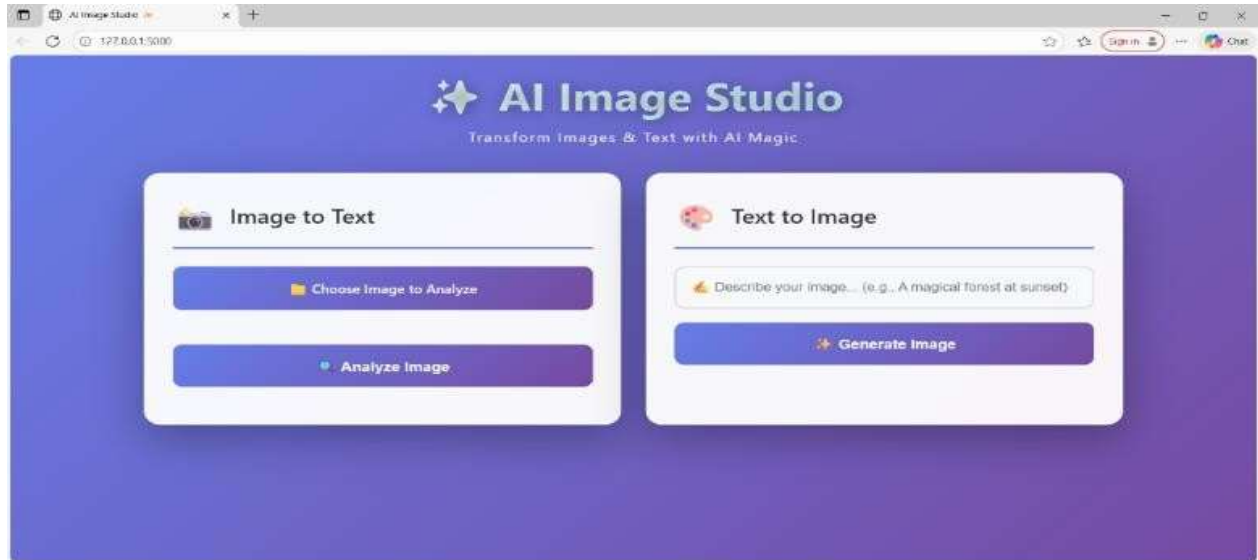 AI Image Studio
127.0.0.1:5000
Sign in
Chat
AI Image Studio
Transform Images & Text with AI Magic
Image to Text
Choose Image to Analyze
Analyze Image
Text to Image
Describe your image... (e.g., A magical forest at sunset)
Generate Image